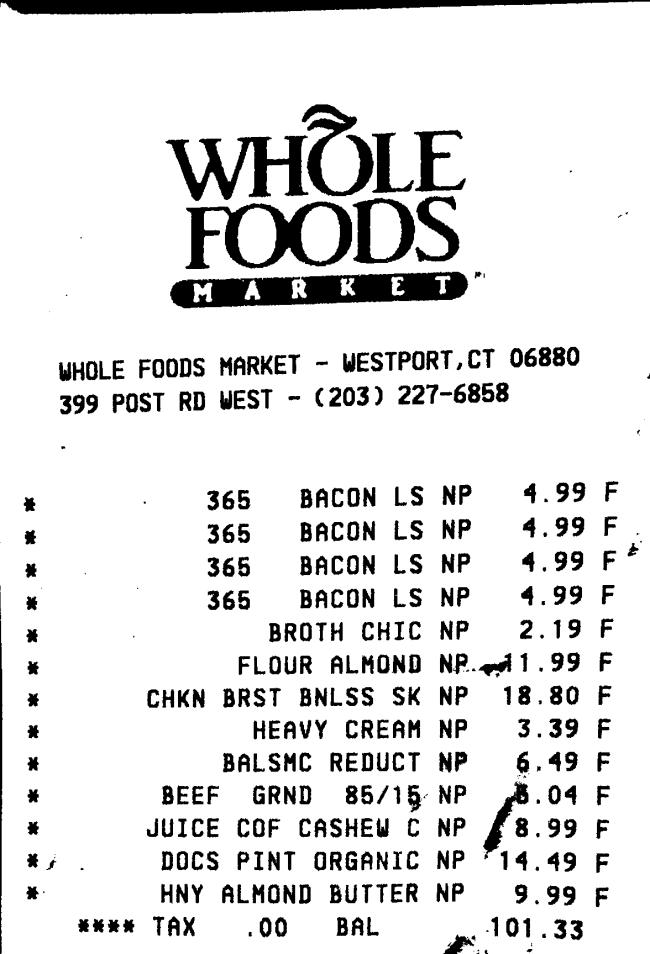 WHOLE
FOODS
MARKET
WHOLE FOODS MARKET - WESTPORT,CT 06880
399 POST RD WEST - (203) 227-6858
* 365 BACON LS NP 4.99 F
* 365 BACON LS NP 4.99 F
* 365 BACON LS NP 4.99 F
* 365 BACON LS NP 4.99 F
* BROTH CHIC NP 2.19 F
* FLOUR ALMOND NP 11.99 F
* CHKN BRST BNLSS SK NP 18.80 F
* HEAVY CREAM NP 3.39 F
* BALSMC REDUCT NP 6.49 F
* BEEF GRND 85/15 NP 5.04 F
* JUICE COF CASHEW C NP 8.99 F
* DOCS PINT ORGANIC NP 14.49 F
* HNY ALMOND BUTTER NP 9.99 F
**** TAX .00 BAL 101.33